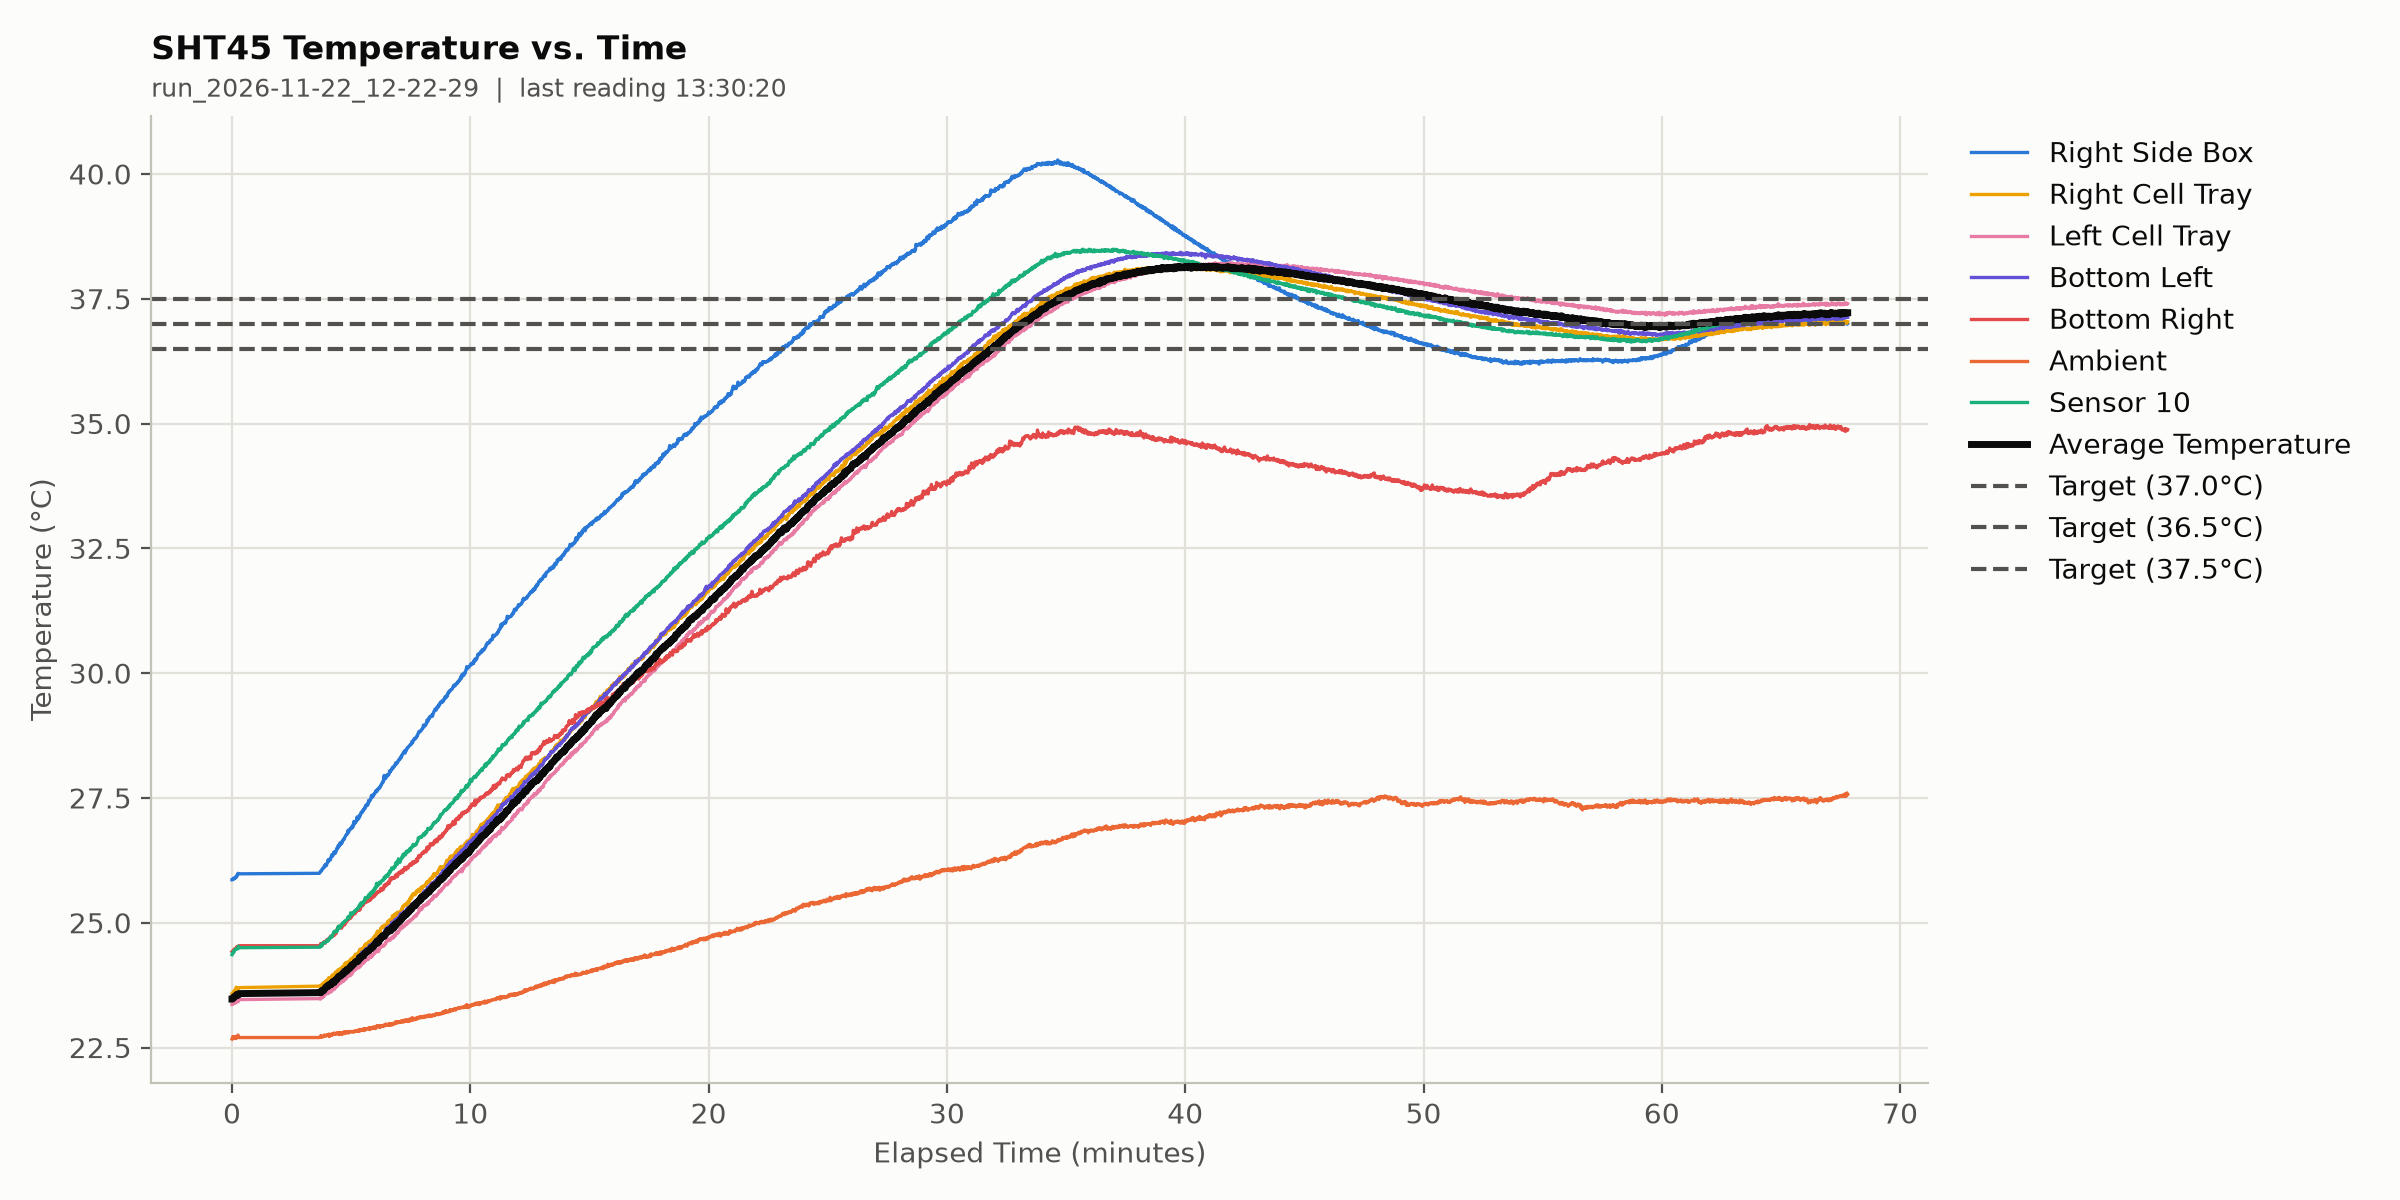 SHT45 Temperature vs. Time
run_2026-11-22_12-22-29 | last reading 13:30:20
Temperature (°C)
40.0
37.5
35.0
32.5
30.0
27.5
25.0
22.5
0 10 20 30 40 50 60 70
Elapsed Time (minutes)
Right Side Box
Right Cell Tray
Left Cell Tray
Bottom Left
Bottom Right
Ambient
Sensor 10
Average Temperature
Target (37.0°C)
Target (36.5°C)
Target (37.5°C)